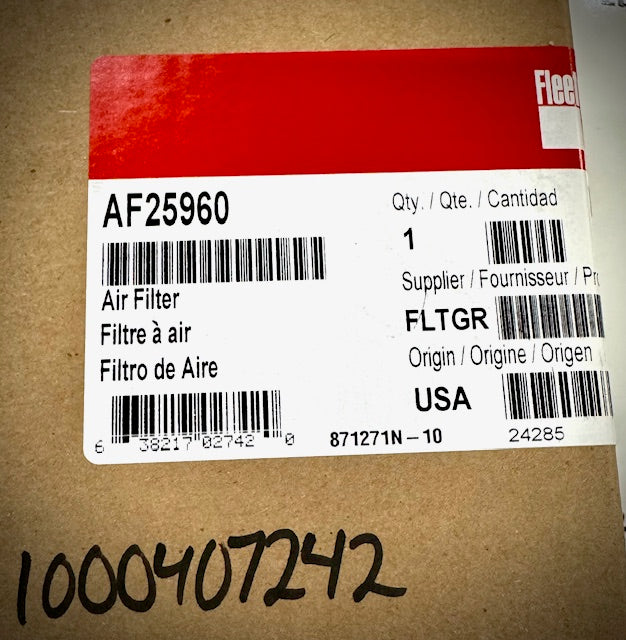 Flee
AF25960
Qty. / Qte. / Cantidad
1
Air Filter
Supplier / Fournisseur / Pr
Filtre à air
FLTGR
Filtro de Aire
Origin / Origine / Origen
USA
6 38217 02742 0
871271N – 10
24285
1000407242